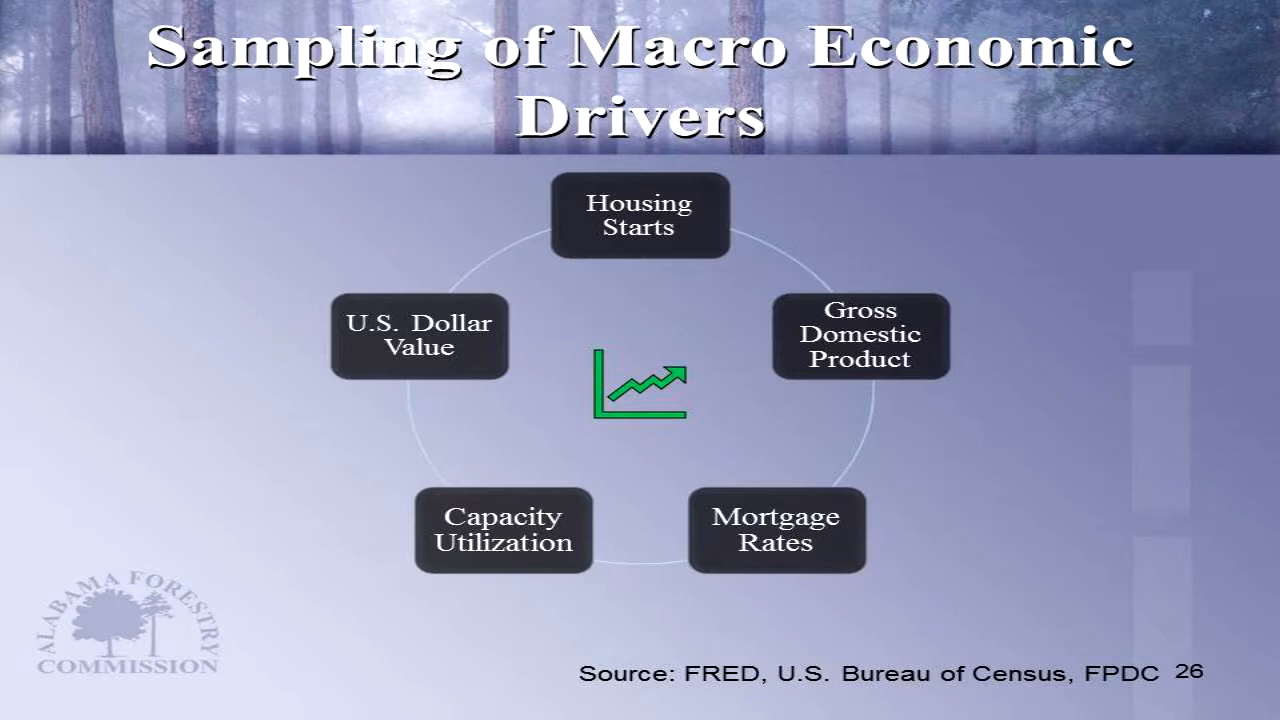 Sampling of Macro Economic
Drivers
Housing
Starts
Gross
Domestic
Product
Mortgage
Rates
Capacity
Utilization
U.S. Dollar
Value
ALABAMA FORESTRY
COMMISSION
Source: FRED, U.S. Bureau of Census, FPDC 26